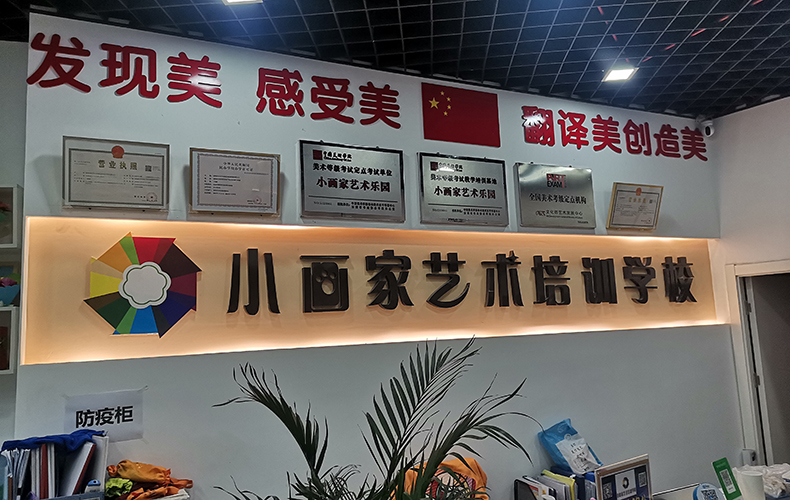 发现美 感受美 翻译美创造美
营业执照
美术等级考试定点考试单位
小画家艺术乐园
美术等级考试教学培训基地
小画家艺术乐园
EXAM
全国美术考级定点机构
小画家艺术培训学校
防疫柜